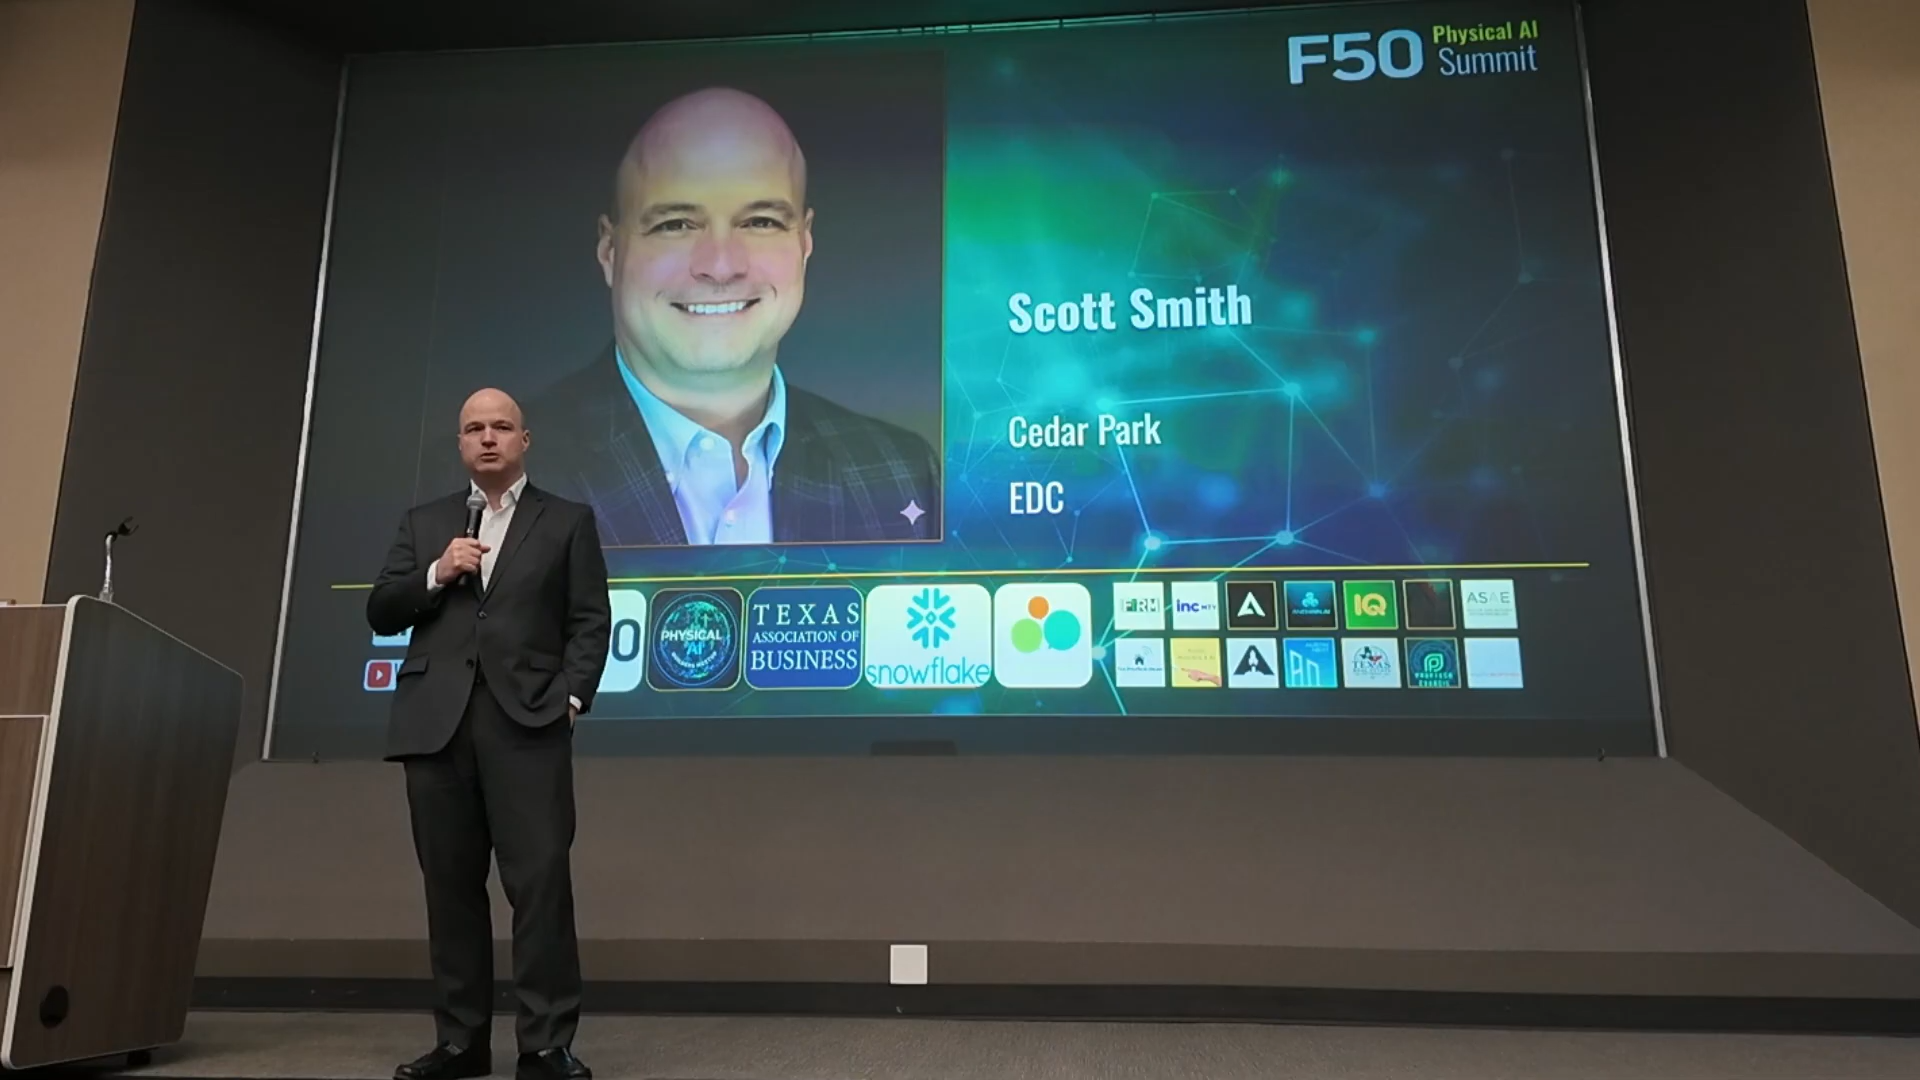 F50
Physical AI
Summit
Scott Smith
Cedar Park
EDC
PHYSICAL
AI
TEXAS
ASSOCIATION OF
BUSINESS
snowflake
inc
IQ
ASAE
TEXAS